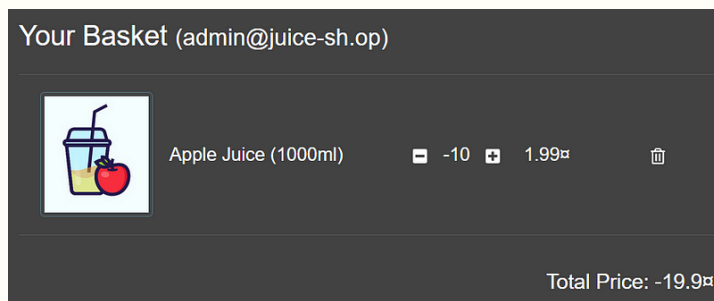 Your Basket (admin@juice-sh.op)
Apple Juice (1000ml) -10 1.99¤
Total Price: -19.9¤